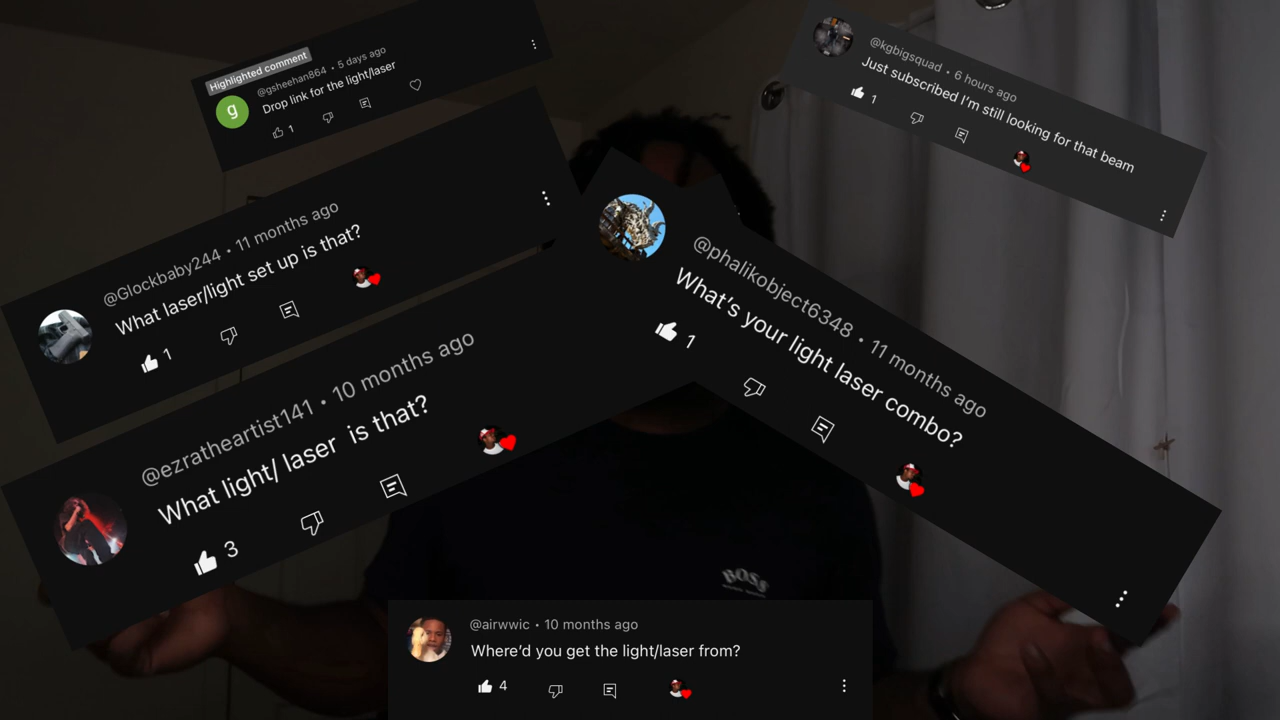 Highlighted comment
@gsheehan864 • 5 days ago
Drop link for the light/laser
1
@kgbigsquad • 6 hours ago
Just subscribed I'm still looking for that beam
1
@Glockbaby244 • 11 months ago
What laser/light set up is that?
1
@phalikobject6348 • 11 months ago
What's your light laser combo?
1
@ezratheartist141 • 10 months ago
What light/ laser  is that?
3
BOSS
@airwwic • 10 months ago
Where'd you get the light/laser from?
4
g